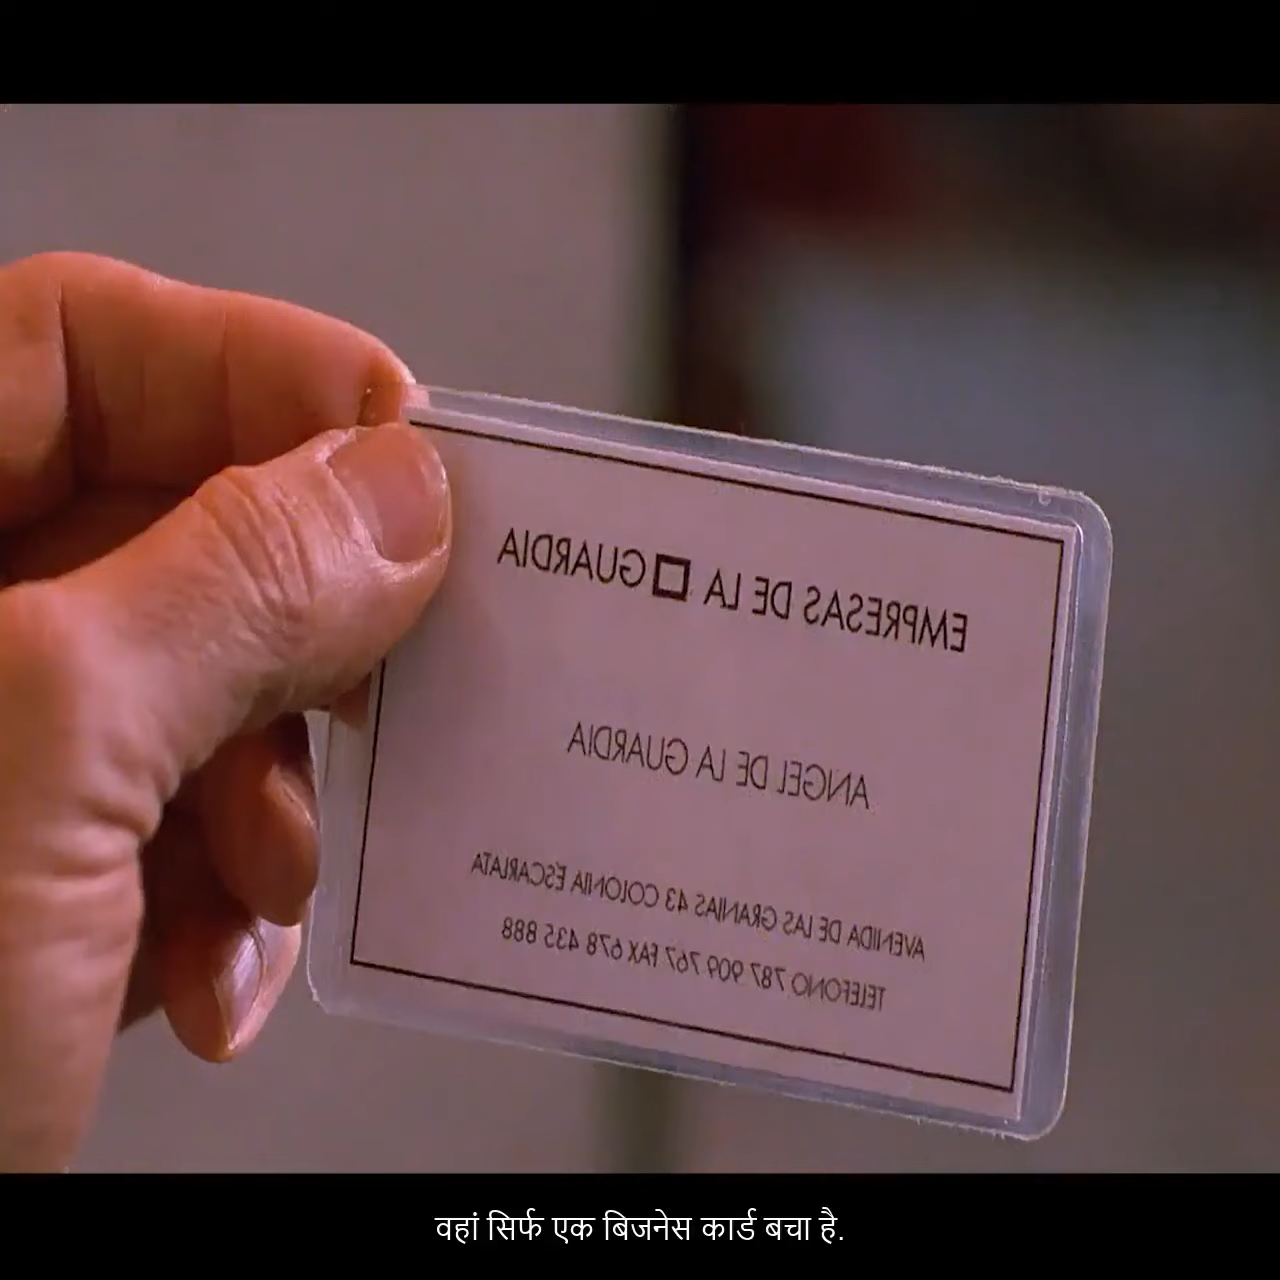 EMPRESAS DE LA GUARDIA
ANGEL DE LA GUARDIA
AVENIDA DE LAS GRANJAS 43 COLONIA ESCARLATA
TELEFONO 787 909 767 FAX 678 435 888
वहां सिर्फ एक बिजनेस कार्ड बचा है.